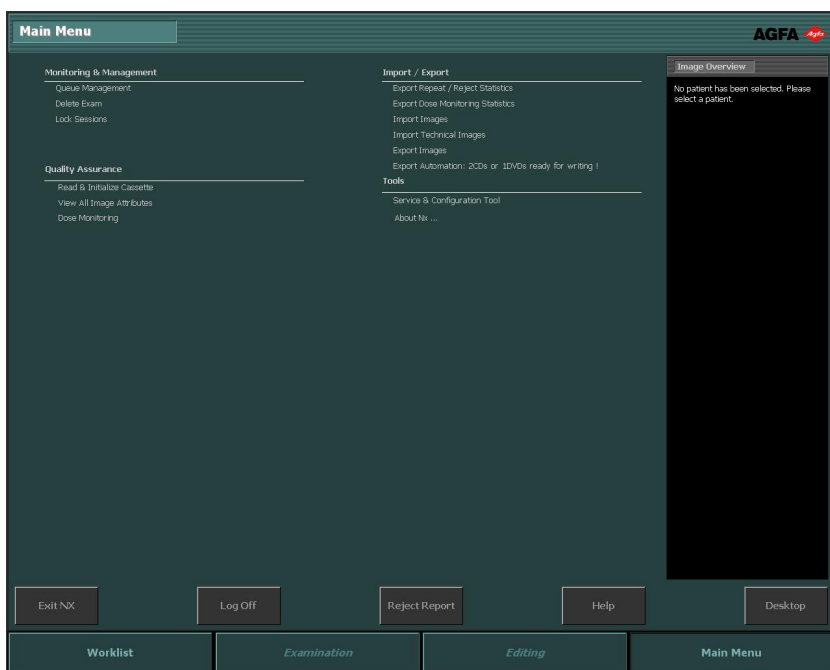 Main Menu
AGFA
Agfa
Monitoring & Management
Queue Management
Delete Exam
Lock Sessions
Quality Assurance
Read & Initialize Cassette
View All Image Attributes
Dose Monitoring
Import / Export
Export Repeat / Reject Statistics
Export Dose Monitoring Statistics
Import Images
Import Technical Images
Export Images
Export Automation: 2CDs or 1DVDs ready for writing !
Tools
Service & Configuration Tool
About Nx ...
Image Overview
No patient has been selected. Please
select a patient.
Exit NX
Log Off
Reject Report
Help
Desktop
Worklist
Examination
Editing
Main Menu